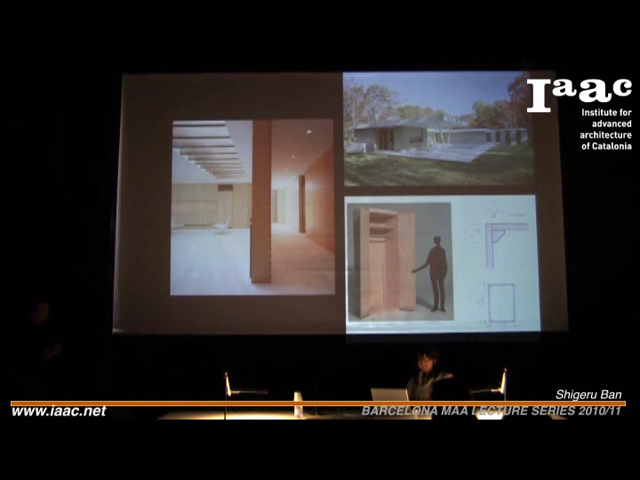 Iaac
Institute for
advanced
architecture
of Catalonia
Shigeru Ban
www.iaac.net
BARCELONA MAA LECTURE SERIES 2010/11